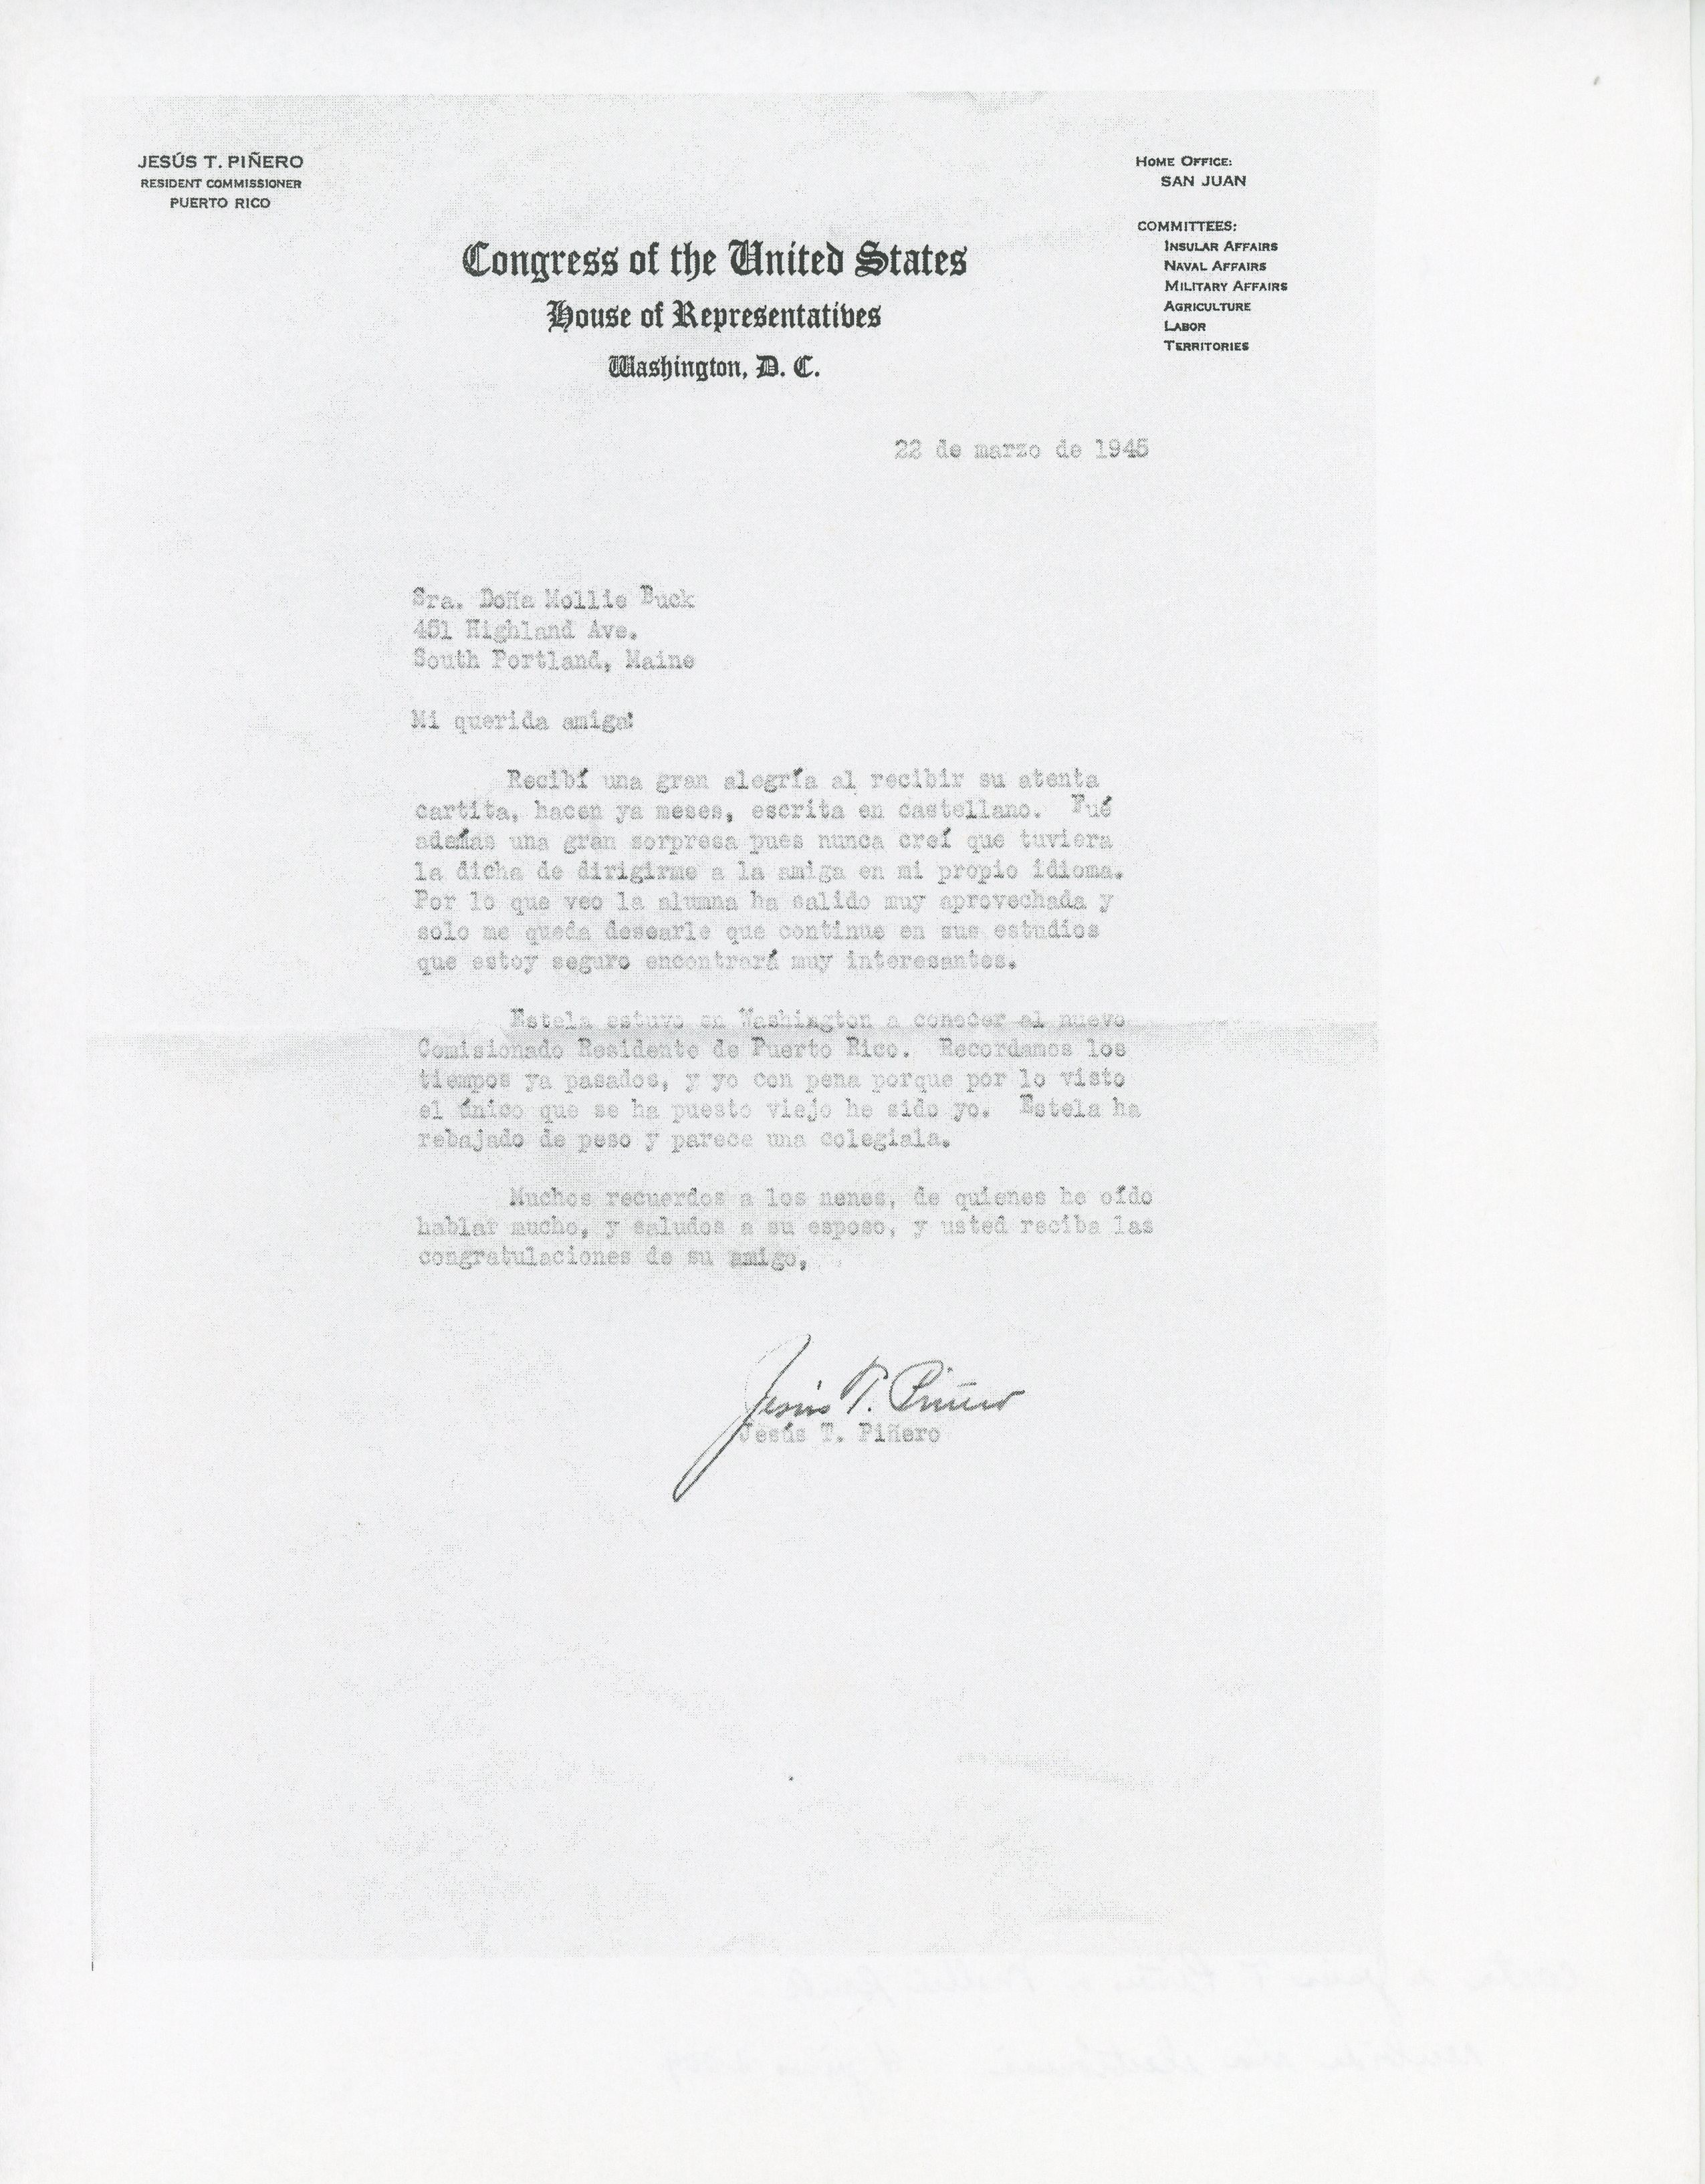 JESÚS T. PIÑERO
RESIDENT COMMISSIONER
PUERTO RICO
HOME OFFICE:
SAN JUAN
COMMITTEES:
INSULAR AFFAIRS
NAVAL AFFAIRS
MILITARY AFFAIRS
AGRICULTURE
LABOR
TERRITORIES
Congress of the United States
House of Representatives
Washington, D. C.
22 de marzo de 1945
Sra. Doña Mollie Buck
451 Highland Ave.
South Portland, Maine
Mi querida amiga:
Recibí una gran alegría al recibir su atenta
cartita, hacen ya meses, escrita en castellano. Fué
además una gran sorpresa pues nunca creí que tuviera
la dicha de dirigirme a la amiga en mi propio idioma.
Por lo que veo la alumna ha salido muy aprovechada y
solo me queda desearle que continue en sus estudios
que estoy seguro encontrará muy interesantes.
Estela estuvo en Washington a conocer al nuevo
Comisionado Residente de Puerto Rico. Recordamos los
tiempos ya pasados, y yo con pena porque por lo visto
el único que se ha puesto viejo he sido yo. Estela ha
rebajado de peso y parece una colegiala.
Muchos recuerdos a los nenes, de quienes he oído
hablar mucho, y saludos a su esposo, y usted reciba las
congratulaciones de su amigo,
Jesús T. Piñero
Jesús T. Piñero